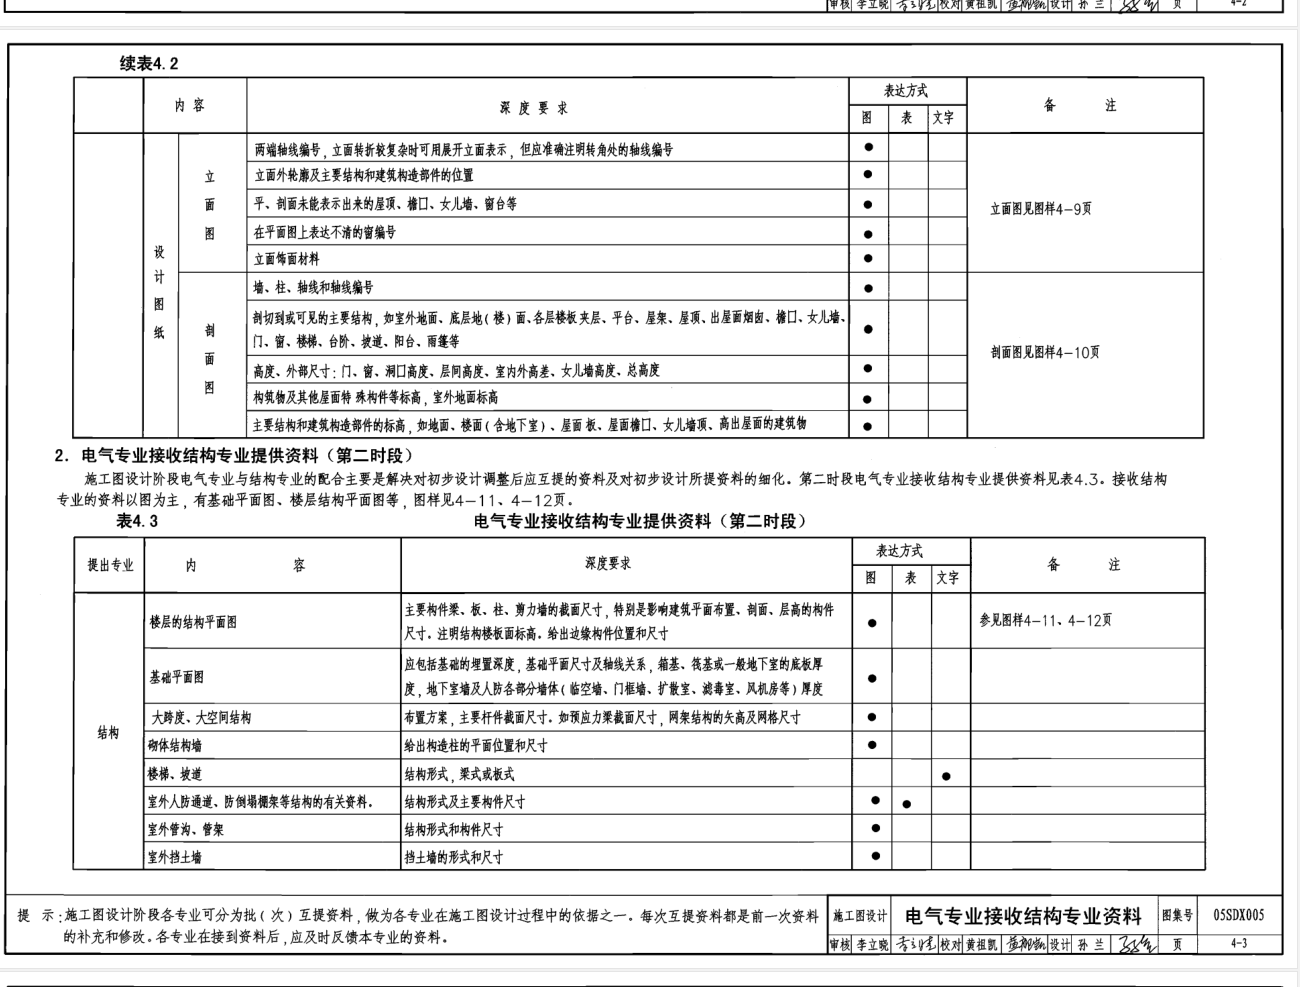 审核 李立晓 校对 黄祖凯 设计 孙 兰 页 4-2
续表4.2
内 容 深 度 要 求 表达方式 备 注
图 表 文字
设计图纸
立面图
两端轴线编号，立面转折较复杂时可用展开立面表示，但应准确注明转角处的轴线编号 ●
立面外轮廓及主要结构和建筑构造部件的位置 ●
平、剖面未能表示出来的屋顶、檐口、女儿墙、窗台等 ●
立面图见图样4-9页
在平面图上表达不清的窗编号 ●
立面饰面材料 ●
剖面图
墙、柱、轴线和轴线编号 ●
剖切到或可见的主要结构，如室外地面、底层地(楼)面、各层楼板夹层、平台、屋架、屋顶、出屋面烟囱、檐口、女儿墙、
门、窗、楼梯、台阶、坡道、阳台、雨蓬等 ●
剖面图见图样4-10页
高度、外部尺寸：门、窗、洞口高度、层间高度、室内外高差、女儿墙高度、总高度 ●
构筑物及其他屋面特 殊构件等标高，室外地面标高 ●
主要结构和建筑构造部件的标高，如地面、楼面(含地下室)、屋面 板、屋面檐口、女儿墙顶、高出屋面的建筑物 ●
2. 电气专业接收结构专业提供资料（第二时段）
施工图设计阶段电气专业与结构专业的配合主要是解决对初步设计调整后应互提的资料及对初步设计所提资料的细化。第二时段电气专业接收结构专业提供资料见表4.3。接收结构
专业的资料以图为主，有基础平面图、楼层结构平面图等，图样见4-11、4-12页。
表4.3 电气专业接收结构专业提供资料（第二时段）
提出专业 内 容 深度要求 表达方式 备 注
图 表 文字
结构
楼层的结构平面图 主要构件梁、板、柱、剪力墙的截面尺寸，特别是影响建筑平面布置、剖面、层高的构件
尺寸。注明结构楼板面标高。给出边缘构件位置和尺寸 ● 参见图样4-11、4-12页
基础平面图 应包括基础的埋置深度，基础平面尺寸及轴线关系，箱基、筏基或一般地下室的底板厚
度，地下室墙及人防各部分墙体(临空墙、门框墙、扩散室、滤毒室、风机房等)厚度 ●
大跨度、大空间结构 布置方案，主要杆件截面尺寸。如预应力梁截面尺寸，网架结构的矢高及网格尺寸 ●
砌体结构墙 给出构造柱的平面位置和尺寸 ●
楼梯、坡道 结构形式，梁式或板式 ●
室外人防通道、防倒塌棚架等结构的有关资料。 结构形式及主要构件尺寸 ● ●
室外管沟、管架 结构形式和构件尺寸 ●
室外挡土墙 挡土墙的形式和尺寸 ●
提 示：施工图设计阶段各专业可分为批(次)互提资料，做为各专业在施工图设计过程中的依据之一。每次互提资料都是前一次资料
的补充和修改。各专业在接到资料后，应及时反馈本专业的资料。
施工图设计 电气专业接收结构专业资料 图集号 05SDX005
审核 李立晓 校对 黄祖凯 设计 孙 兰 页 4-3